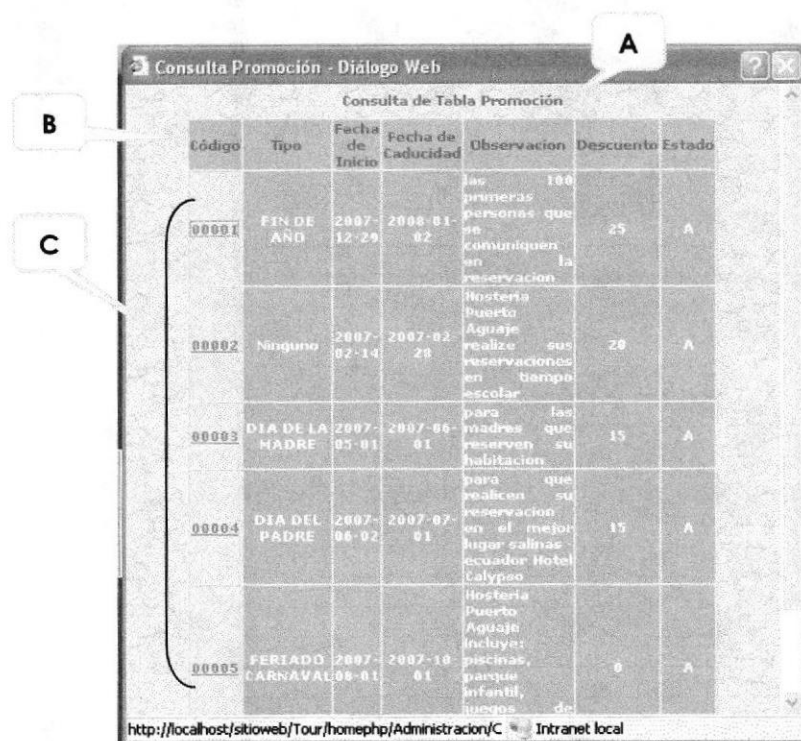 A
Consulta Promoción - Diálogo Web
Consulta de Tabla Promoción
B
Código Tipo Fecha de Inicio Fecha de Caducidad Observacion Descuento Estado
C
00001 FIN DE AÑO 2007-12-29 2008-01-02 las 100 primeras personas que se comuniquen en la reservacion 25 A
00002 Ninguno 2007-02-14 2007-02-28 Hosteria Puerto Aguaje realize sus reservaciones en tiempo escolar 20 A
00003 DIA DE LA MADRE 2007-05-01 2007-06-01 para las madres que reserven su habitacion 15 A
00004 DIA DEL PADRE 2007-06-02 2007-07-01 para que realicen su reservacion en el mejor lugar salinas - ecuador Hotel Calypso 15 A
00005 FERIADO CARNAVAL 2007-08-01 2007-10-01 Hosteria Puerto Aguaje incluye: piscinas, parque infantil, juegos de 0 A
http://localhost/sitioweb/Tour/homephp/Administracion/C Intranet local